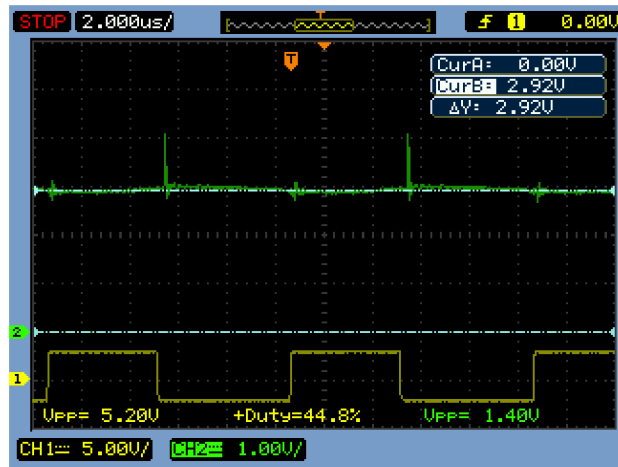 STOP 2.000us/ T 1 0.00V
T
CurA: 0.00V
CurB: 2.92V
ΔY: 2.92V
2
1
VPP= 5.20V +Duty=44.8% VPP= 1.40V
CH1 5.00V/ CH2 1.00V/